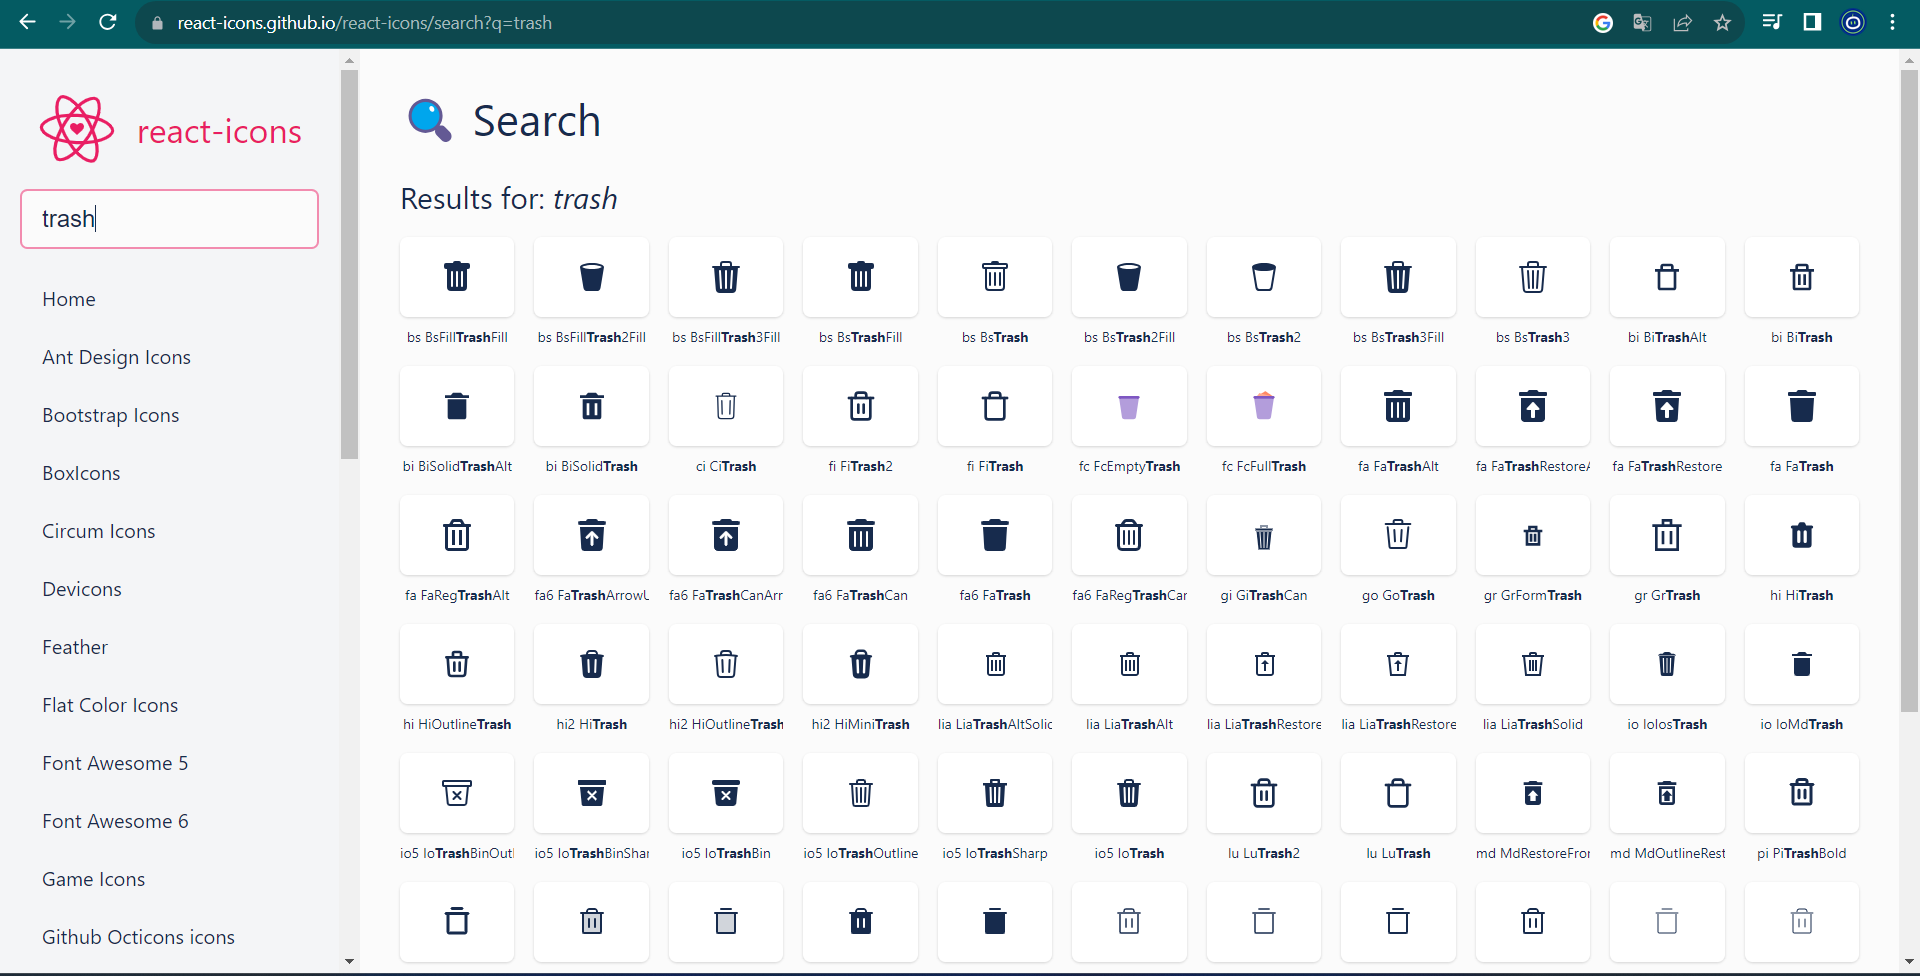 react-icons.github.io/react-icons/search?q=trash
react-icons
trash
Home
Ant Design Icons
Bootstrap Icons
BoxIcons
Circum Icons
Devicons
Feather
Flat Color Icons
Font Awesome 5
Font Awesome 6
Game Icons
Github Octicons icons
Search
Results for: trash
bs BsFillTrashFill
bs BsFillTrash2Fill
bs BsFillTrash3Fill
bs BsTrashFill
bs BsTrash
bs BsTrash2Fill
bs BsTrash2
bs BsTrash3Fill
bs BsTrash3
bi BiTrashAlt
bi BiTrash
bi BiSolidTrashAlt
bi BiSolidTrash
ci CiTrash
fi FiTrash2
fi FiTrash
fc FcEmptyTrash
fc FcFullTrash
fa FaTrashAlt
fa FaTrashRestoreA
fa FaTrashRestore
fa FaTrash
fa FaRegTrashAlt
fa6 FaTrashArrowU
fa6 FaTrashCanArr
fa6 FaTrashCan
fa6 FaTrash
fa6 FaRegTrashCan
gi GiTrashCan
go GoTrash
gr GrFormTrash
gr GrTrash
hi HiTrash
hi HiOutlineTrash
hi2 HiTrash
hi2 HiOutlineTrash
hi2 HiMiniTrash
lia LiaTrashAltSolid
lia LiaTrashAlt
lia LiaTrashRestore
lia LiaTrashRestore
lia LiaTrashSolid
io IoIosTrash
io IoMdTrash
io5 IoTrashBinOutl
io5 IoTrashBinShar
io5 IoTrashBin
io5 IoTrashOutline
io5 IoTrashSharp
io5 IoTrash
lu LuTrash2
lu LuTrash
md MdRestoreFror
md MdOutlineRest
pi PiTrashBold